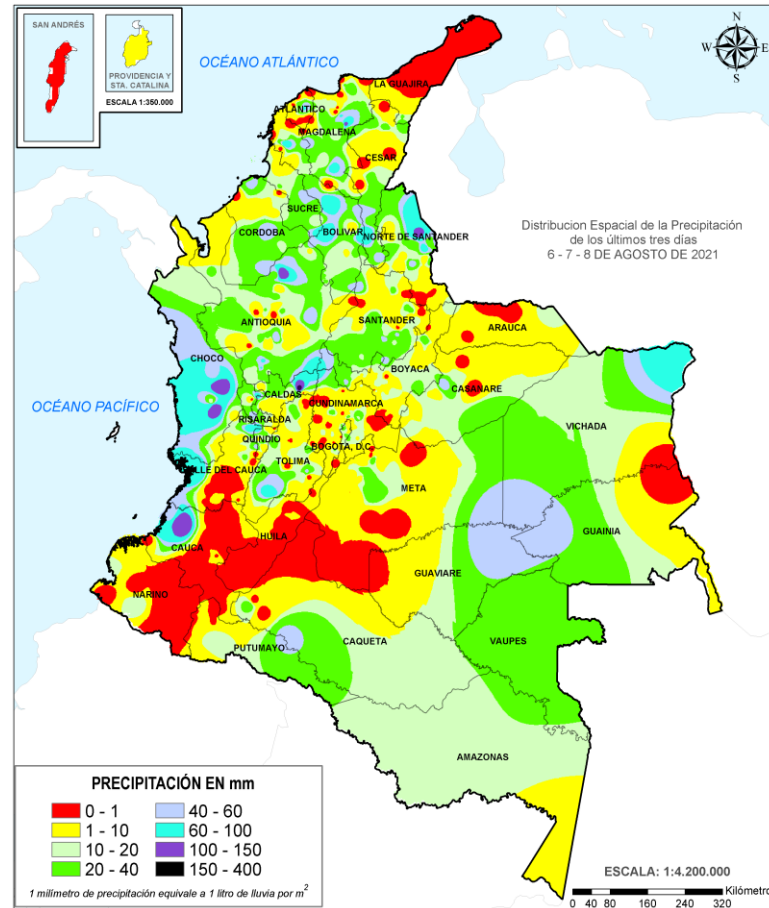 SAN ANDRÉS
PROVIDENCIA Y
STA. CATALINA
ESCALA 1:350.000
OCÉANO ATLÁNTICO
N
W
E
S
LA GUAJIRA
ATLANTICO
MAGDALENA
CESAR
SUCRE
CORDOBA
BOLIVAR
NORTE DE SANTANDER
Distribucion Espacial de la Precipitación
de los últimos tres días
6 - 7 - 8 DE AGOSTO DE 2021
ANTIOQUIA
SANTANDER
ARAUCA
CHOCO
BOYACA
CASANARE
OCÉANO PACÍFICO
CALDAS
CUNDINAMARCA
RISARALDA
VICHADA
QUINDIO
BOGOTA, D.C.
TOLIMA
VALLE DEL CAUCA
META
GUAINIA
HUILA
CAUCA
GUAVIARE
NARIÑO
VAUPES
CAQUETA
PUTUMAYO
AMAZONAS
PRECIPITACIÓN EN mm
0 - 1
40 - 60
1 - 10
60 - 100
10 - 20
100 - 150
20 - 40
150 - 400
1 milímetro de precipitación equivale a 1 litro de lluvia por m²
ESCALA: 1:4.200.000
Kilómetro
0 40 80 160 240 320